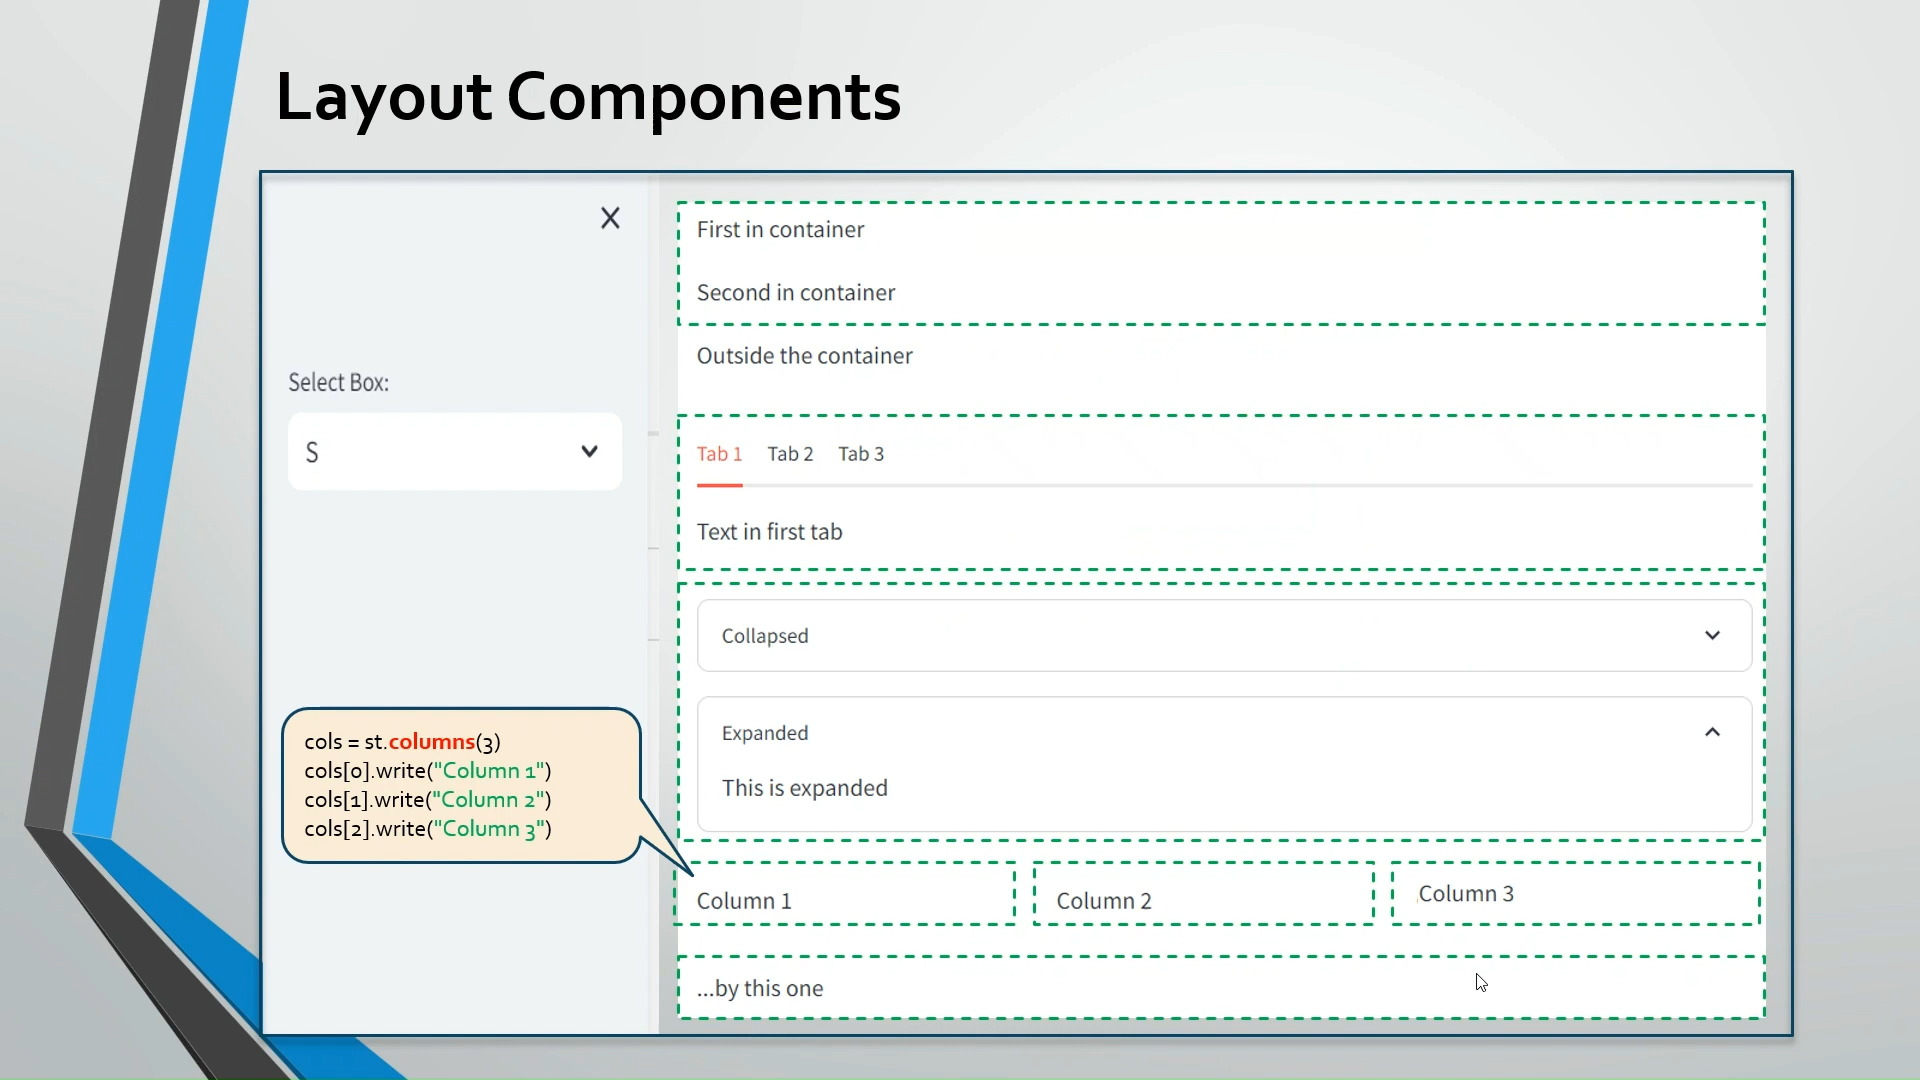 Layout Components
First in container
Second in container
Outside the container
Select Box:
S
Tab 1 Tab 2 Tab 3
Text in first tab
Collapsed
Expanded
This is expanded
cols = st.columns(3)
cols[0].write("Column 1")
cols[1].write("Column 2")
cols[2].write("Column 3")
Column 1 Column 2 Column 3
...by this one